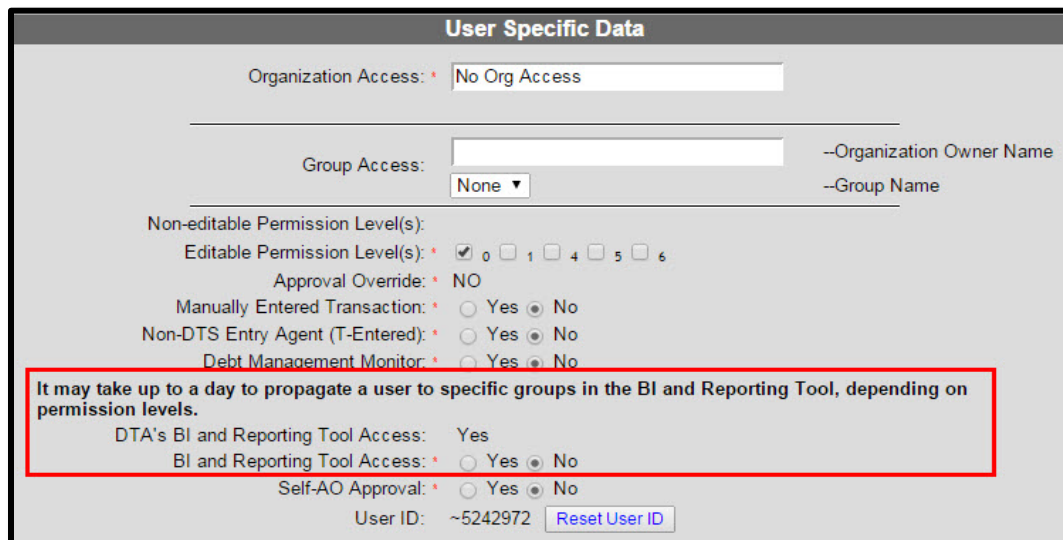 User Specific Data
Organization Access: * No Org Access
--Organization Owner Name
Group Access:
None ▼ --Group Name
Non-editable Permission Level(s):
Editable Permission Level(s): * 0 1 4 5 6
Approval Override: * NO
Manually Entered Transaction: * Yes No
Non-DTS Entry Agent (T-Entered): * Yes No
Debt Management Monitor: * Yes No
It may take up to a day to propagate a user to specific groups in the BI and Reporting Tool, depending on
permission levels.
DTA's BI and Reporting Tool Access: Yes
BI and Reporting Tool Access: * Yes No
Self-AO Approval: * Yes No
User ID: ~5242972 Reset User ID